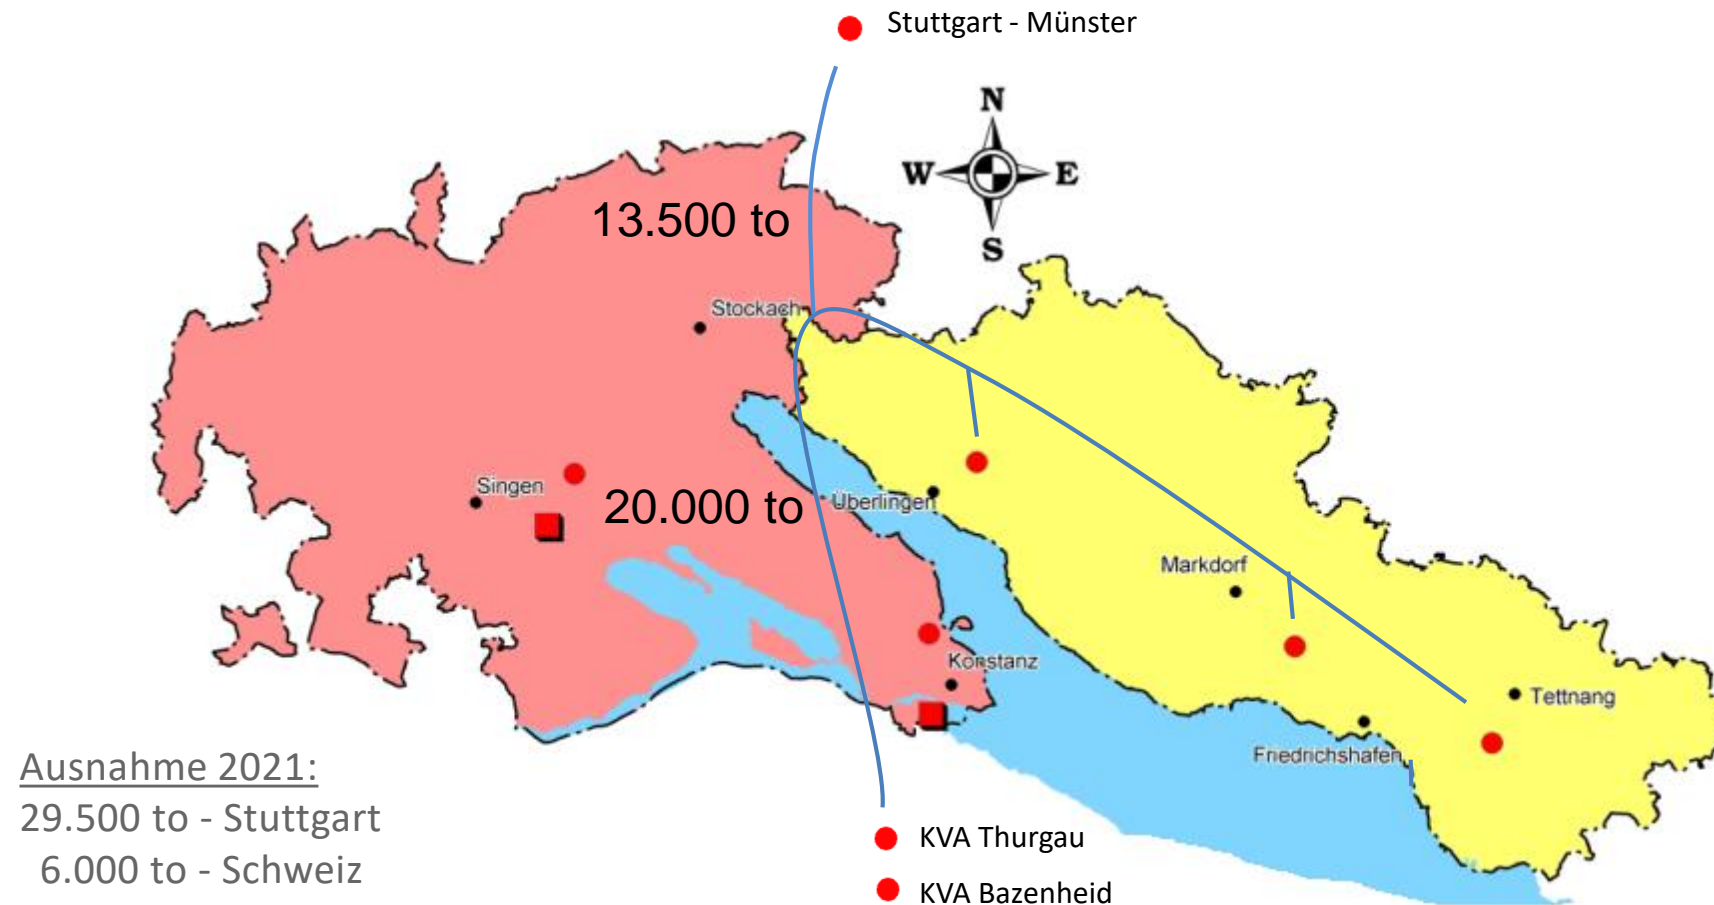 Stuttgart - Münster
N
W
E
S
13.500 to
Stockach
Singen
20.000 to
Überlingen
Markdorf
Konstanz
Tettnang
Friedrichshafen
Ausnahme 2021:
29.500 to - Stuttgart
6.000 to - Schweiz
KVA Thurgau
KVA Bazenheid